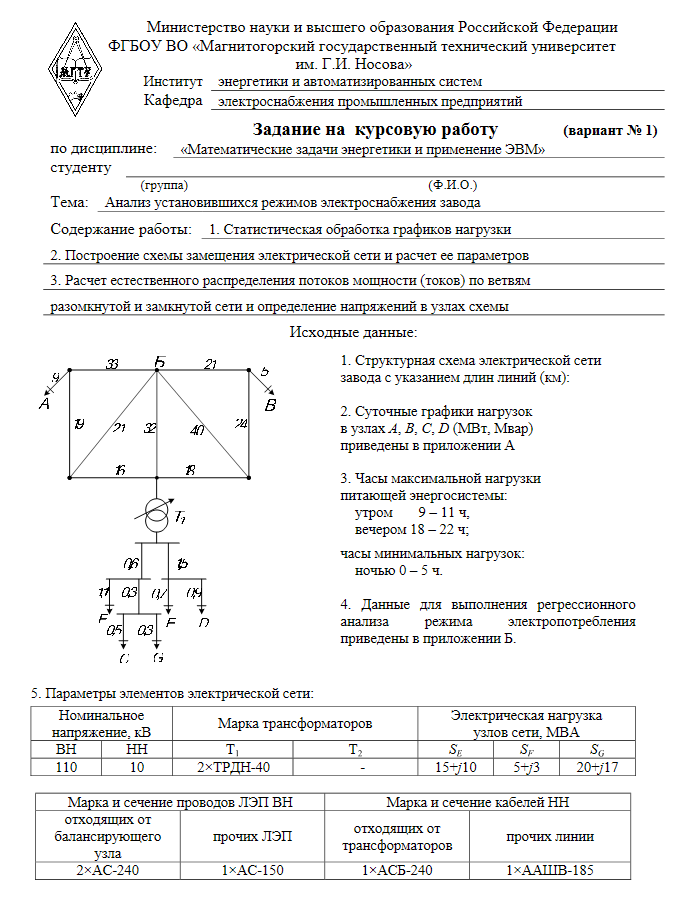 МГТУ
Министерство науки и высшего образования Российской Федерации
ФГБОУ ВО «Магнитогорский государственный технический университет
им. Г.И. Носова»
Институт энергетики и автоматизированных систем
Кафедра электроснабжения промышленных предприятий
Задание на курсовую работу (вариант № 1)
по дисциплине: «Математические задачи энергетики и применение ЭВМ»
студенту
(группа) (Ф.И.О.)
Тема: Анализ установившихся режимов электроснабжения завода
Содержание работы: 1. Статистическая обработка графиков нагрузки
2. Построение схемы замещения электрической сети и расчет ее параметров
3. Расчет естественного распределения потоков мощности (токов) по ветвям
разомкнутой и замкнутой сети и определение напряжений в узлах схемы
Исходные данные:
9 33 Б 21 5
А В
19 21 32 40 24
16 18
Т₁
0,6 1,5
1,1 0,3 0,7 0,9
E F D
0,5 0,3
C G
1. Структурная схема электрической сети
завода с указанием длин линий (км):
2. Суточные графики нагрузок
в узлах A, B, C, D (МВт, Мвар)
приведены в приложении А
3. Часы максимальной нагрузки
питающей энергосистемы:
утром 9 – 11 ч,
вечером 18 – 22 ч;
часы минимальных нагрузок:
ночью 0 – 5 ч.
4. Данные для выполнения регрессионного
анализа режима электропотребления
приведены в приложении Б.
5. Параметры элементов электрической сети:
Номинальное напряжение, кВ Марка трансформаторов Электрическая нагрузка узлов сети, МВА
ВН НН Т₁ Т₂ S_E S_F S_G
110 10 2×ТРДН-40 - 15+j10 5+j3 20+j17
Марка и сечение проводов ЛЭП ВН Марка и сечение кабелей НН
отходящих от балансирующего узла прочих ЛЭП отходящих от трансформаторов прочих линии
2×АС-240 1×АС-150 1×АСБ-240 1×ААШВ-185